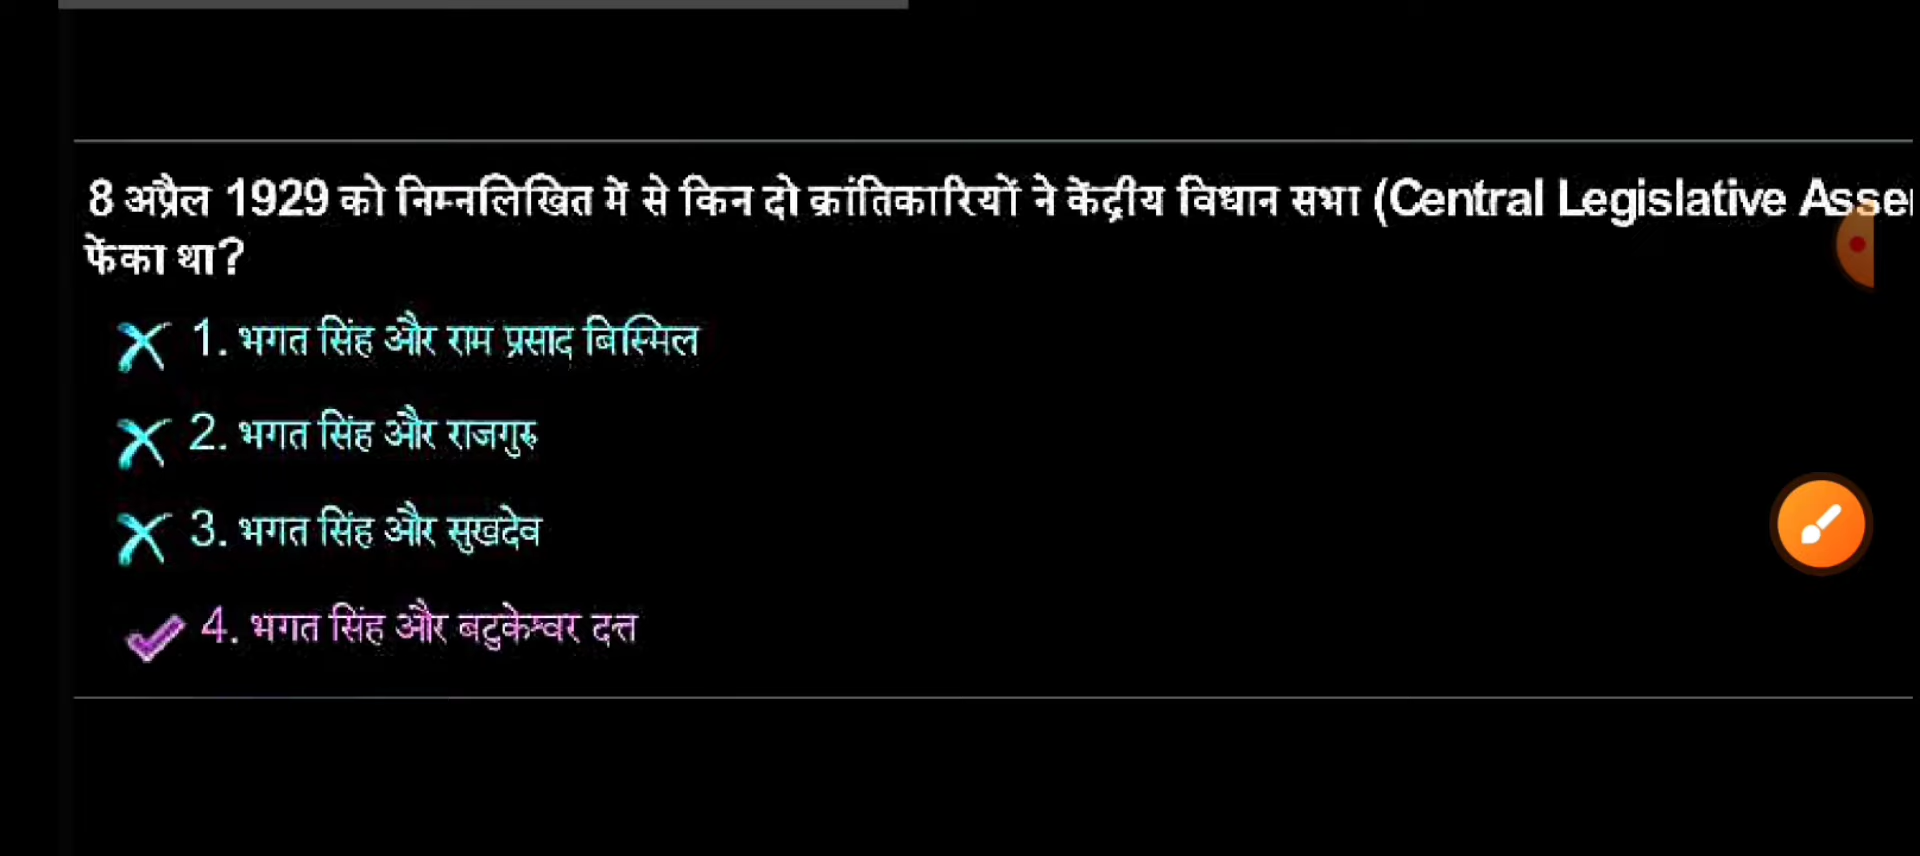 8 अप्रैल 1929 को निम्नलिखित में से किन दो क्रांतिकारियों ने केंद्रीय विधान सभा (Central Legislative
फेंका था?
1. भगत सिंह और राम प्रसाद बिस्मिल
2. भगत सिंह और राजगुरु
3. भगत सिंह और सुखदेव
4. भगत सिंह और बटुकेश्वर दत्त